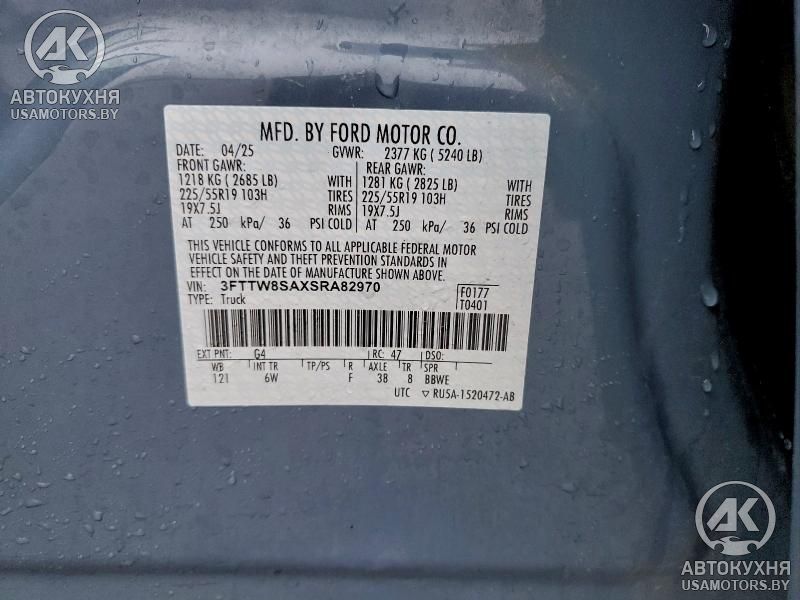 AK
АВТОКУХНЯ
USAMOTORS.BY
MFD. BY FORD MOTOR CO.
DATE: 04/25 GVWR: 2377 KG ( 5240 LB)
FRONT GAWR: REAR GAWR:
1218 KG ( 2685 LB) WITH 1281 KG ( 2825 LB) WITH
225/55R19 103H TIRES 225/55R19 103H TIRES
19X7.5J RIMS 19X7.5J RIMS
AT 250 kPa/ 36 PSI COLD AT 250 kPa/ 36 PSI COLD
THIS VEHICLE CONFORMS TO ALL APPLICABLE FEDERAL MOTOR
VEHICLE SAFETY AND THEFT PREVENTION STANDARDS IN
EFFECT ON THE DATE OF MANUFACTURE SHOWN ABOVE.
VIN: 3FTTW8SAXSRA82970 F0177
TYPE: Truck T0401
EXT PNT: G4 RC: 47 DSO:
WB INT TR TP/PS R AXLE TR SPR
121 6W F 38 8 BBWE
UTC ▽ RU5A-1520472-AB
AK
АВТОКУХНЯ
USAMOTORS.BY